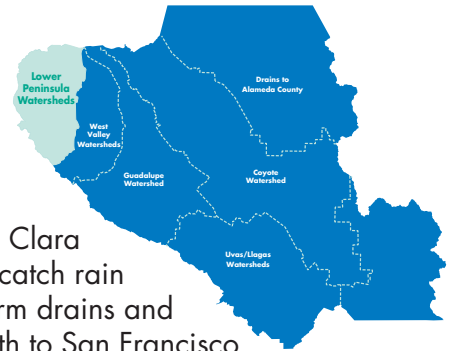 Lower
Peninsula
Watersheds
West
Valley
Watersheds
Guadalupe
Watershed
Drains to
Alameda County
Coyote
Watershed
Uvas/Llagas
Watersheds
Clara
catch rain
rm drains and
th to San Francisco